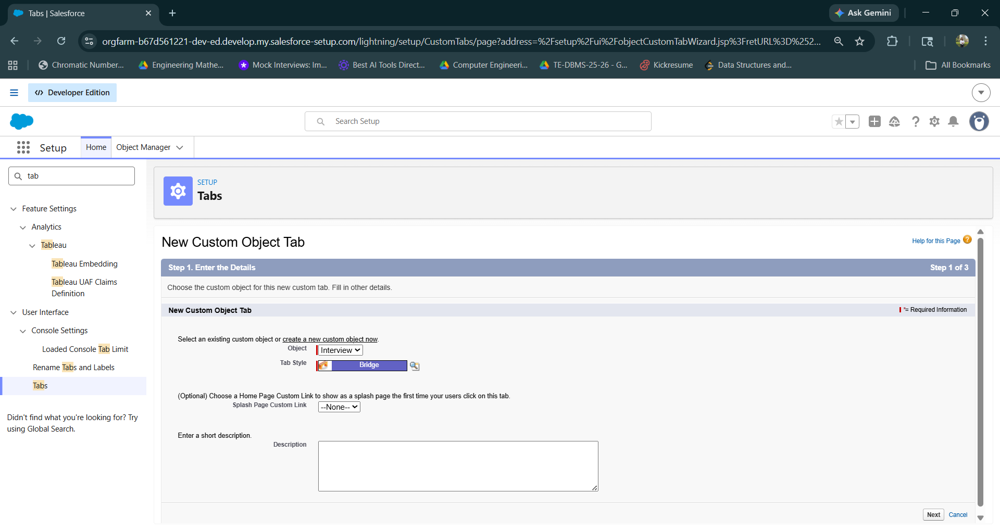 Tabs | Salesforce
Ask Gemini
orgfarm-b67d561221-dev-ed.develop.my.salesforce-setup.com/lightning/setup/CustomTabs/page?address=%2Fsetup%2Fui%2FobjectCustomTabWizard.jsp%3FretURL%3D%252...
Chromatic Number...
Engineering Mathe...
Mock Interviews: Im...
Best AI Tools Direct...
Computer Engineeri...
TE-DBMS-25-26 - G...
Kickresume
Data Structures and...
All Bookmarks
</> Developer Edition
Search Setup
Setup
Home
Object Manager
tab
SETUP
Tabs
Feature Settings
Analytics
Tableau
Tableau Embedding
Tableau UAF Claims
Definition
User Interface
Console Settings
Loaded Console Tab Limit
Rename Tabs and Labels
Tabs
Didn't find what you're looking for? Try
using Global Search.
New Custom Object Tab
Help for this Page
Step 1. Enter the Details
Step 1 of 3
Choose the custom object for this new custom tab. Fill in other details.
New Custom Object Tab
*= Required Information
Select an existing custom object or create a new custom object now.
Object
Interview
Tab Style
Bridge
(Optional) Choose a Home Page Custom Link to show as a splash page the first time your users click on this tab.
Splash Page Custom Link
--None--
Enter a short description.
Description
Next
Cancel